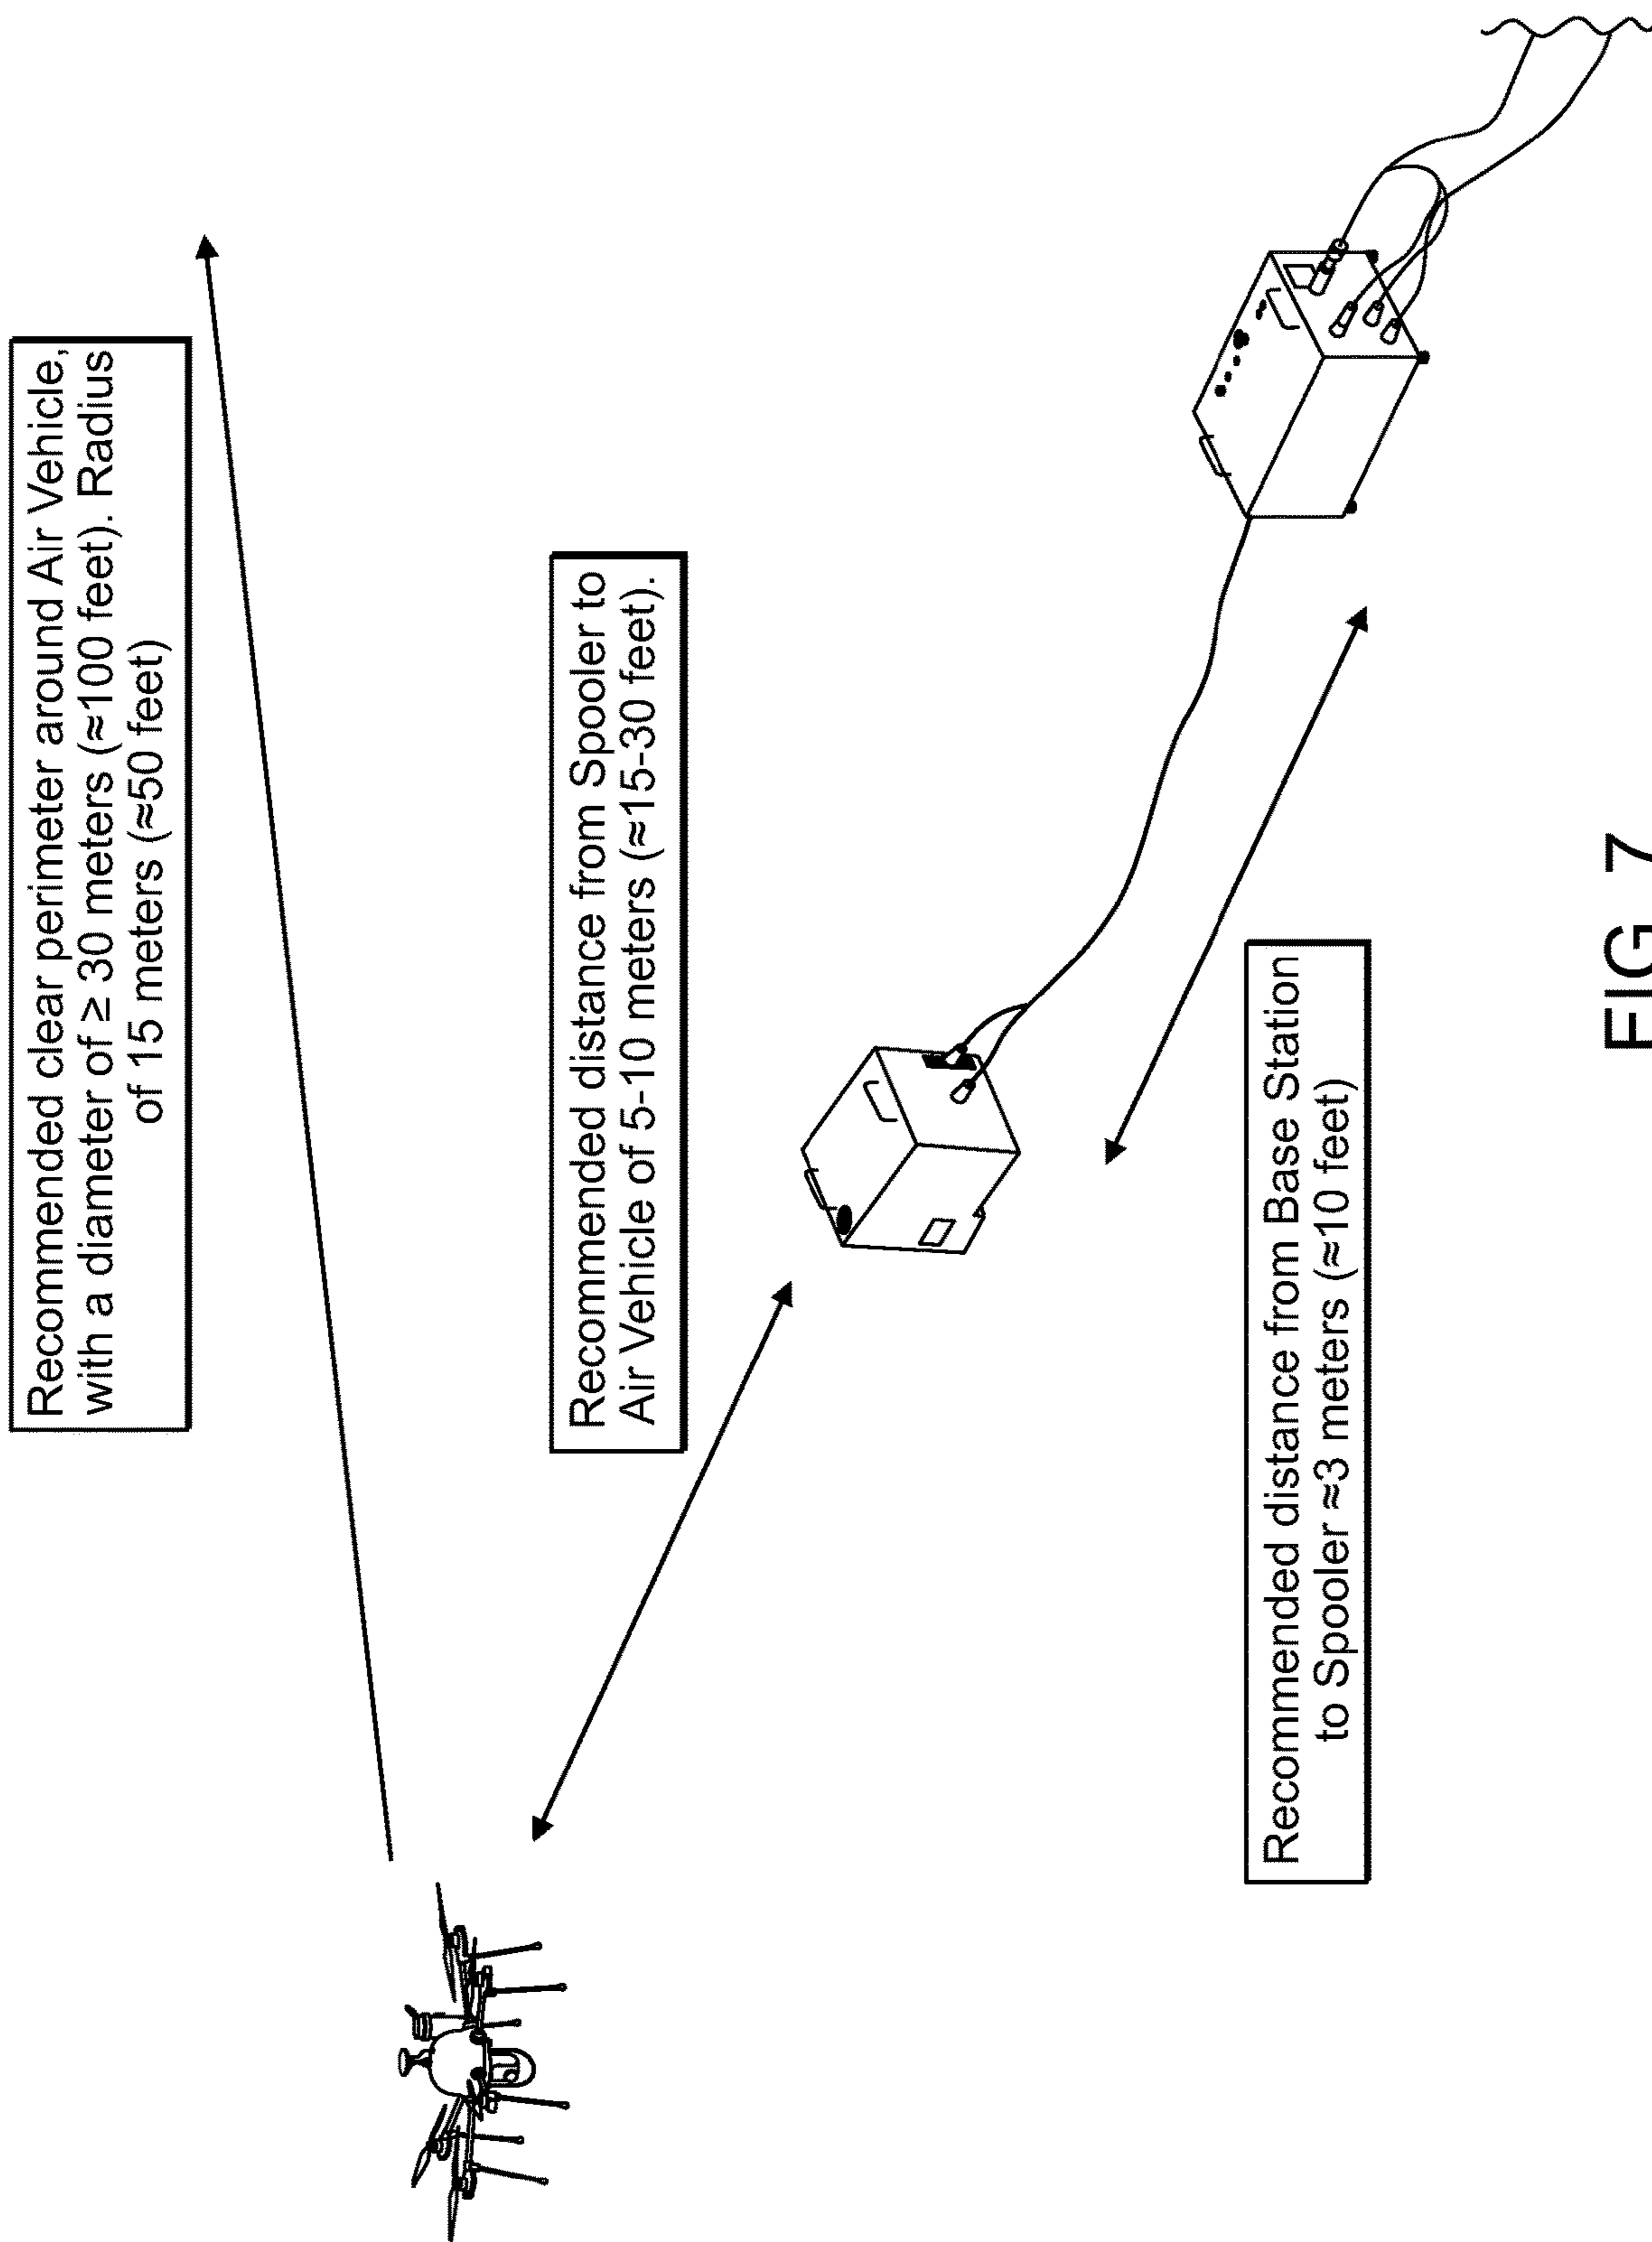 Recommended clear perimeter around Air Vehicle,
with a diameter of ≥ 30 meters (≈100 feet). Radius
of 15 meters (≈50 feet)
Recommended distance from Spooler to
Air Vehicle of 5-10 meters (≈15-30 feet).
Recommended distance from Base Station
to Spooler ≈3 meters (≈10 feet)
FIG 7